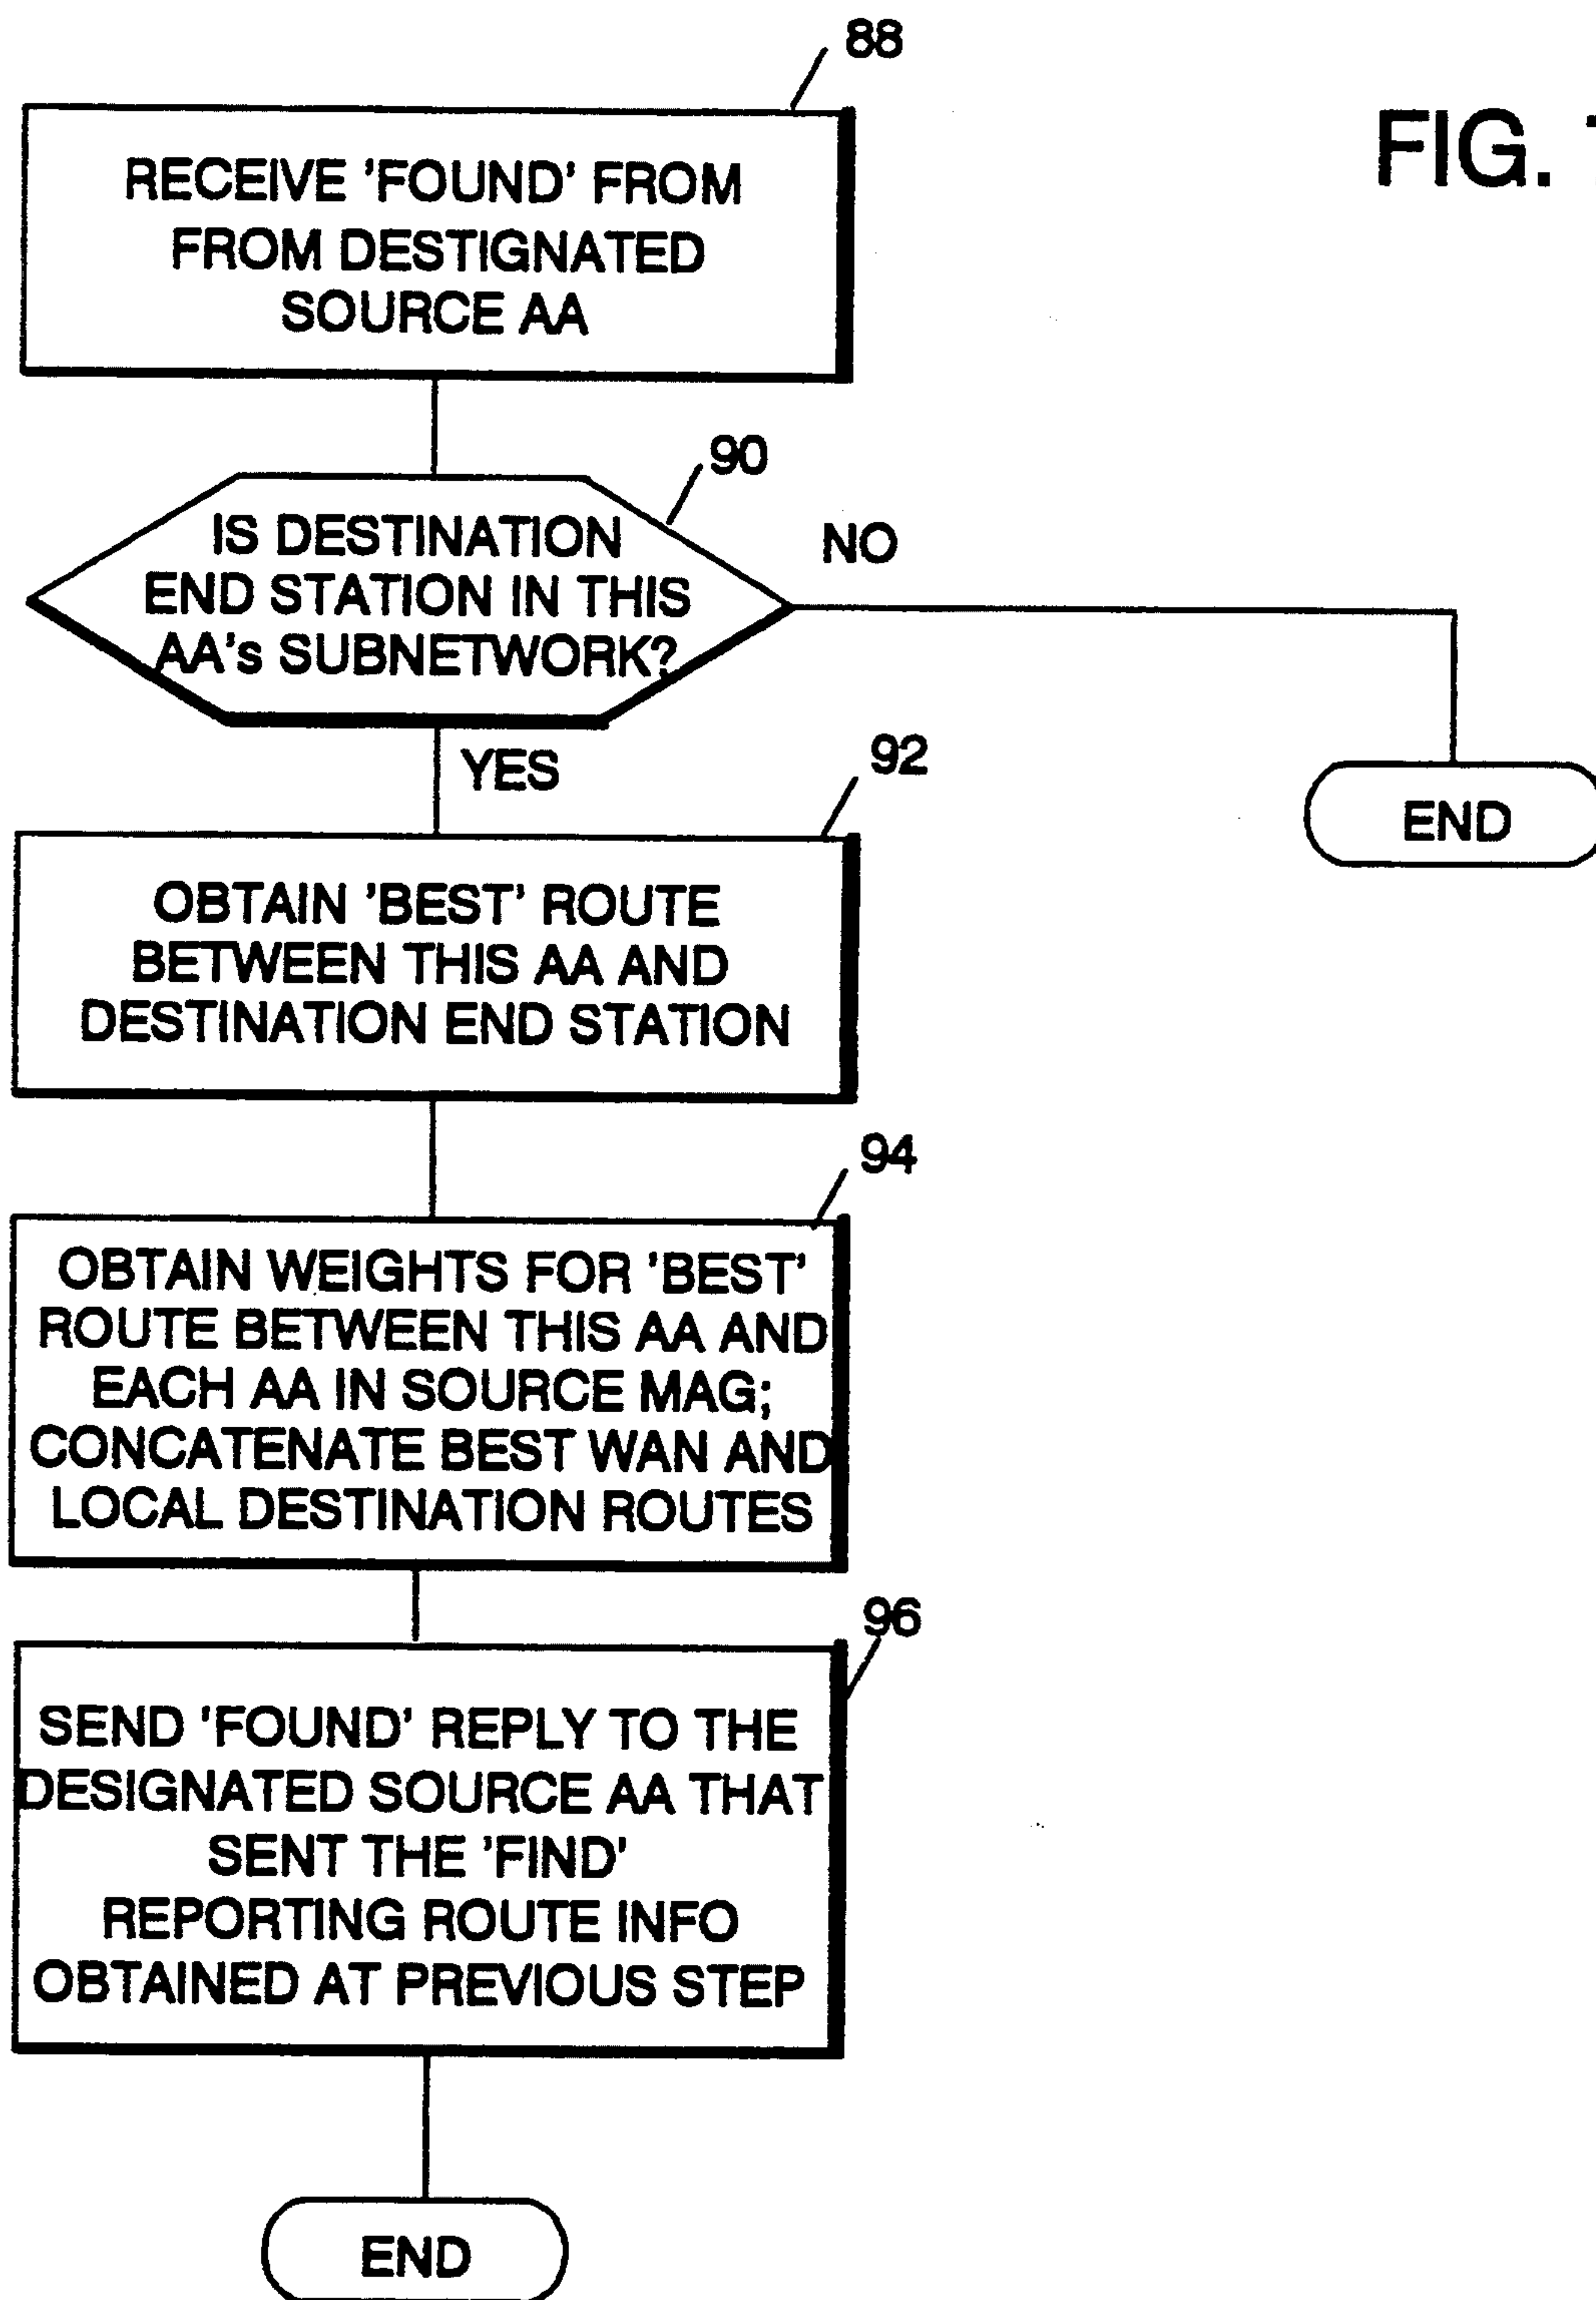 88
FIG.
RECEIVE 'FOUND' FROM
FROM DESTIGNATED
SOURCE AA
90
IS DESTINATION
END STATION IN THIS
AA's SUBNETWORK?
NO
YES
92
END
OBTAIN 'BEST' ROUTE
BETWEEN THIS AA AND
DESTINATION END STATION
94
OBTAIN WEIGHTS FOR 'BEST'
ROUTE BETWEEN THIS AA AND
EACH AA IN SOURCE MAG;
CONCATENATE BEST WAN AND
LOCAL DESTINATION ROUTES
96
SEND 'FOUND' REPLY TO THE
DESIGNATED SOURCE AA THAT
SENT THE 'FIND'
REPORTING ROUTE INFO
OBTAINED AT PREVIOUS STEP
END